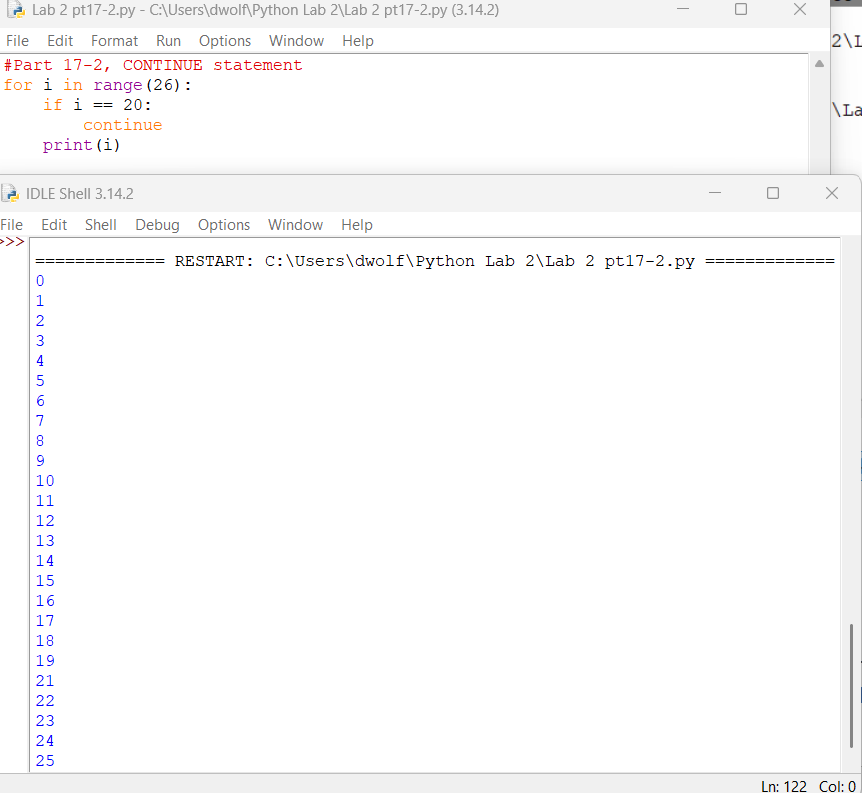 Lab 2 pt17-2.py - C:\Users\dwolf\Python Lab 2\Lab 2 pt17-2.py (3.14.2)
File Edit Format Run Options Window Help
#Part 17-2, CONTINUE statement
for i in range(26):
    if i == 20:
        continue
    print(i)
2\L
\La
IDLE Shell 3.14.2
File Edit Shell Debug Options Window Help
>>>
============= RESTART: C:\Users\dwolf\Python Lab 2\Lab 2 pt17-2.py =============
0
1
2
3
4
5
6
7
8
9
10
11
12
13
14
15
16
17
18
19
21
22
23
24
25
Ln: 122 Col: 0